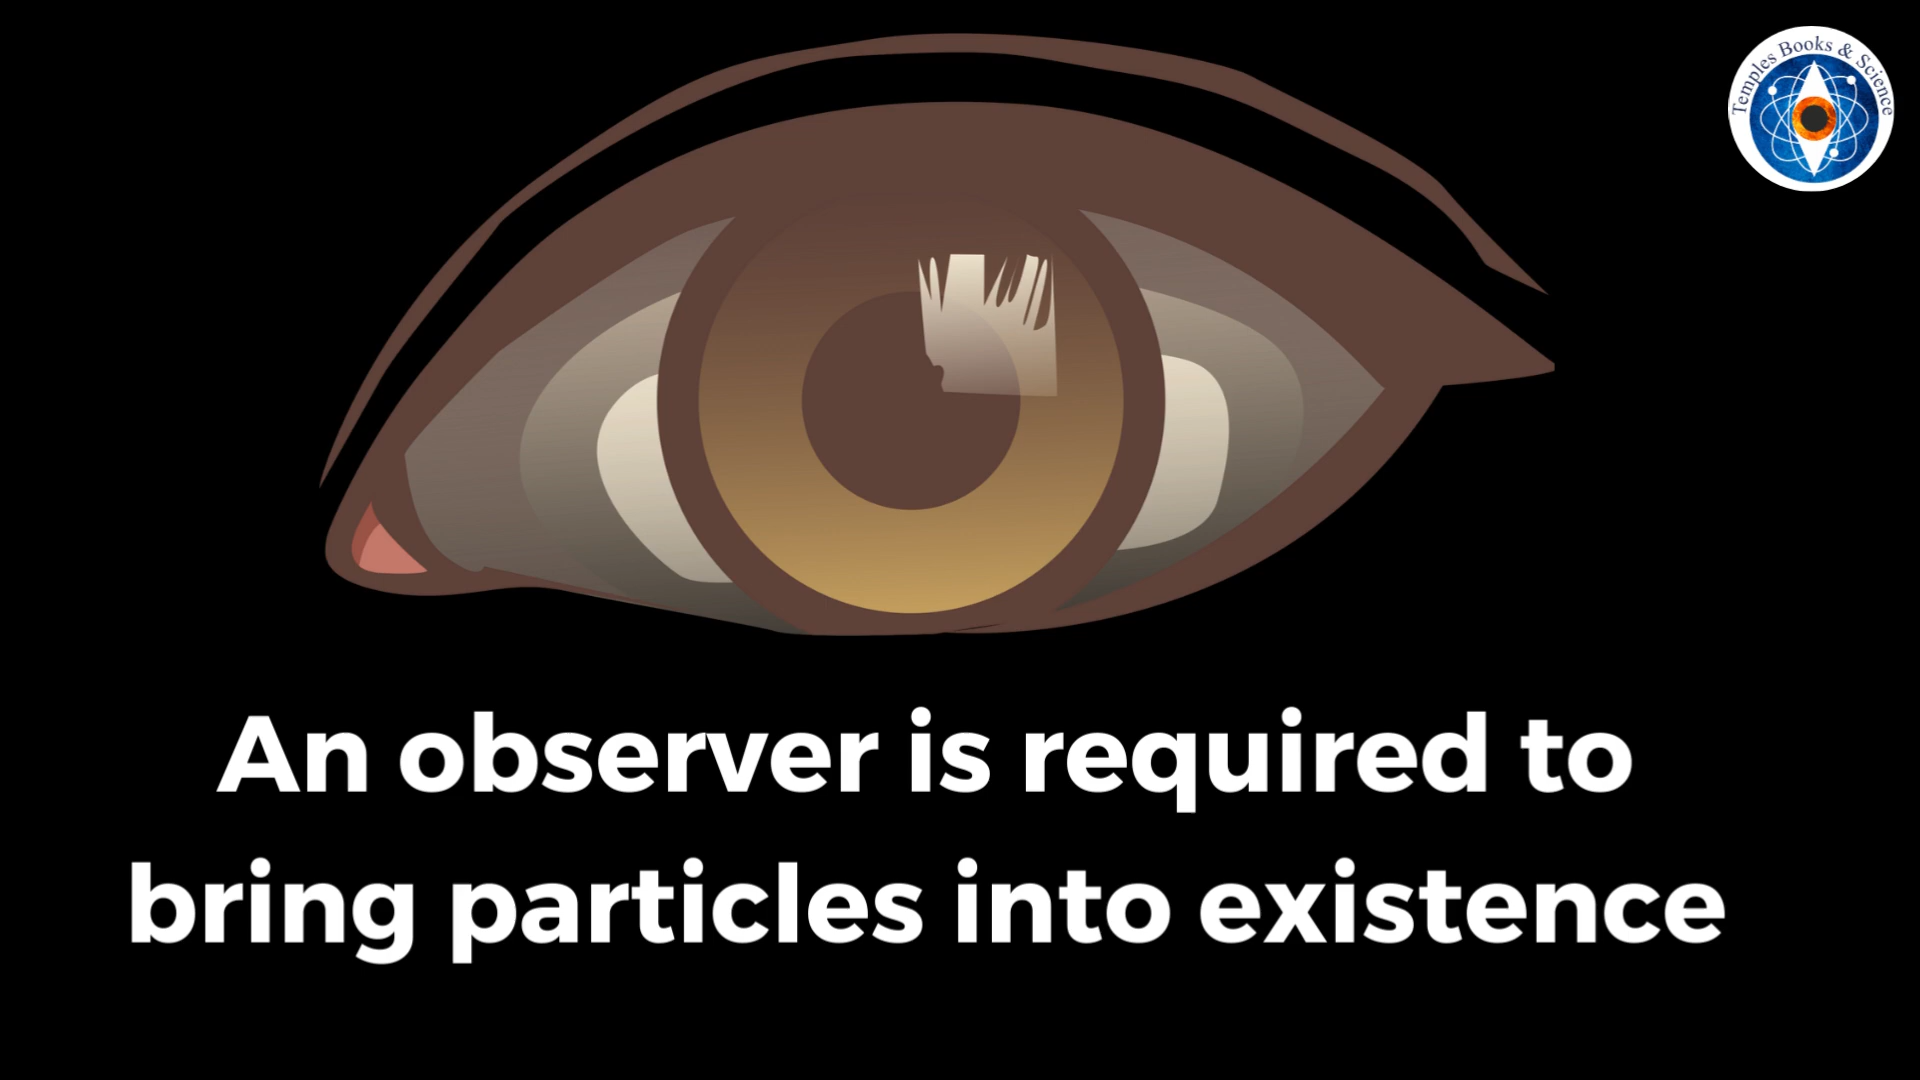 Temples Books & Science
An observer is required to
bring particles into existence